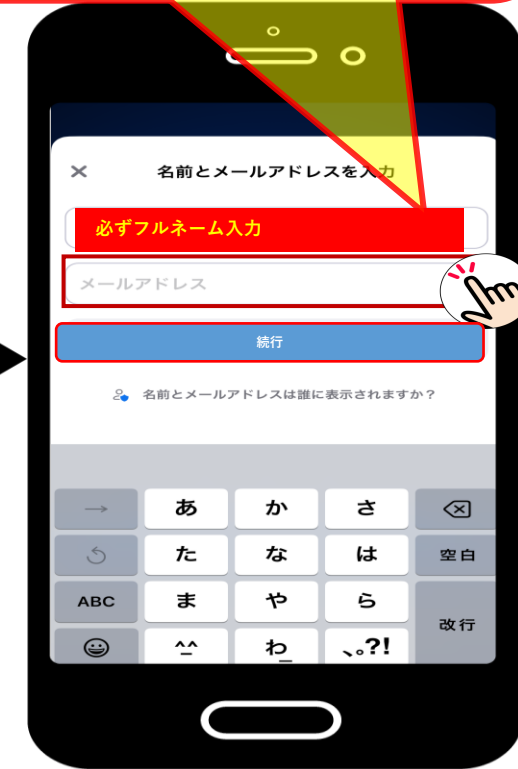 × 名前とメールアドレスを入力
必ずフルネーム入力
メールアドレス
続行
名前とメールアドレスは誰に表示されますか？
→ あ か さ
た な は 空白
ABC ま や ら
^_^ わ_ 、。?! 改行